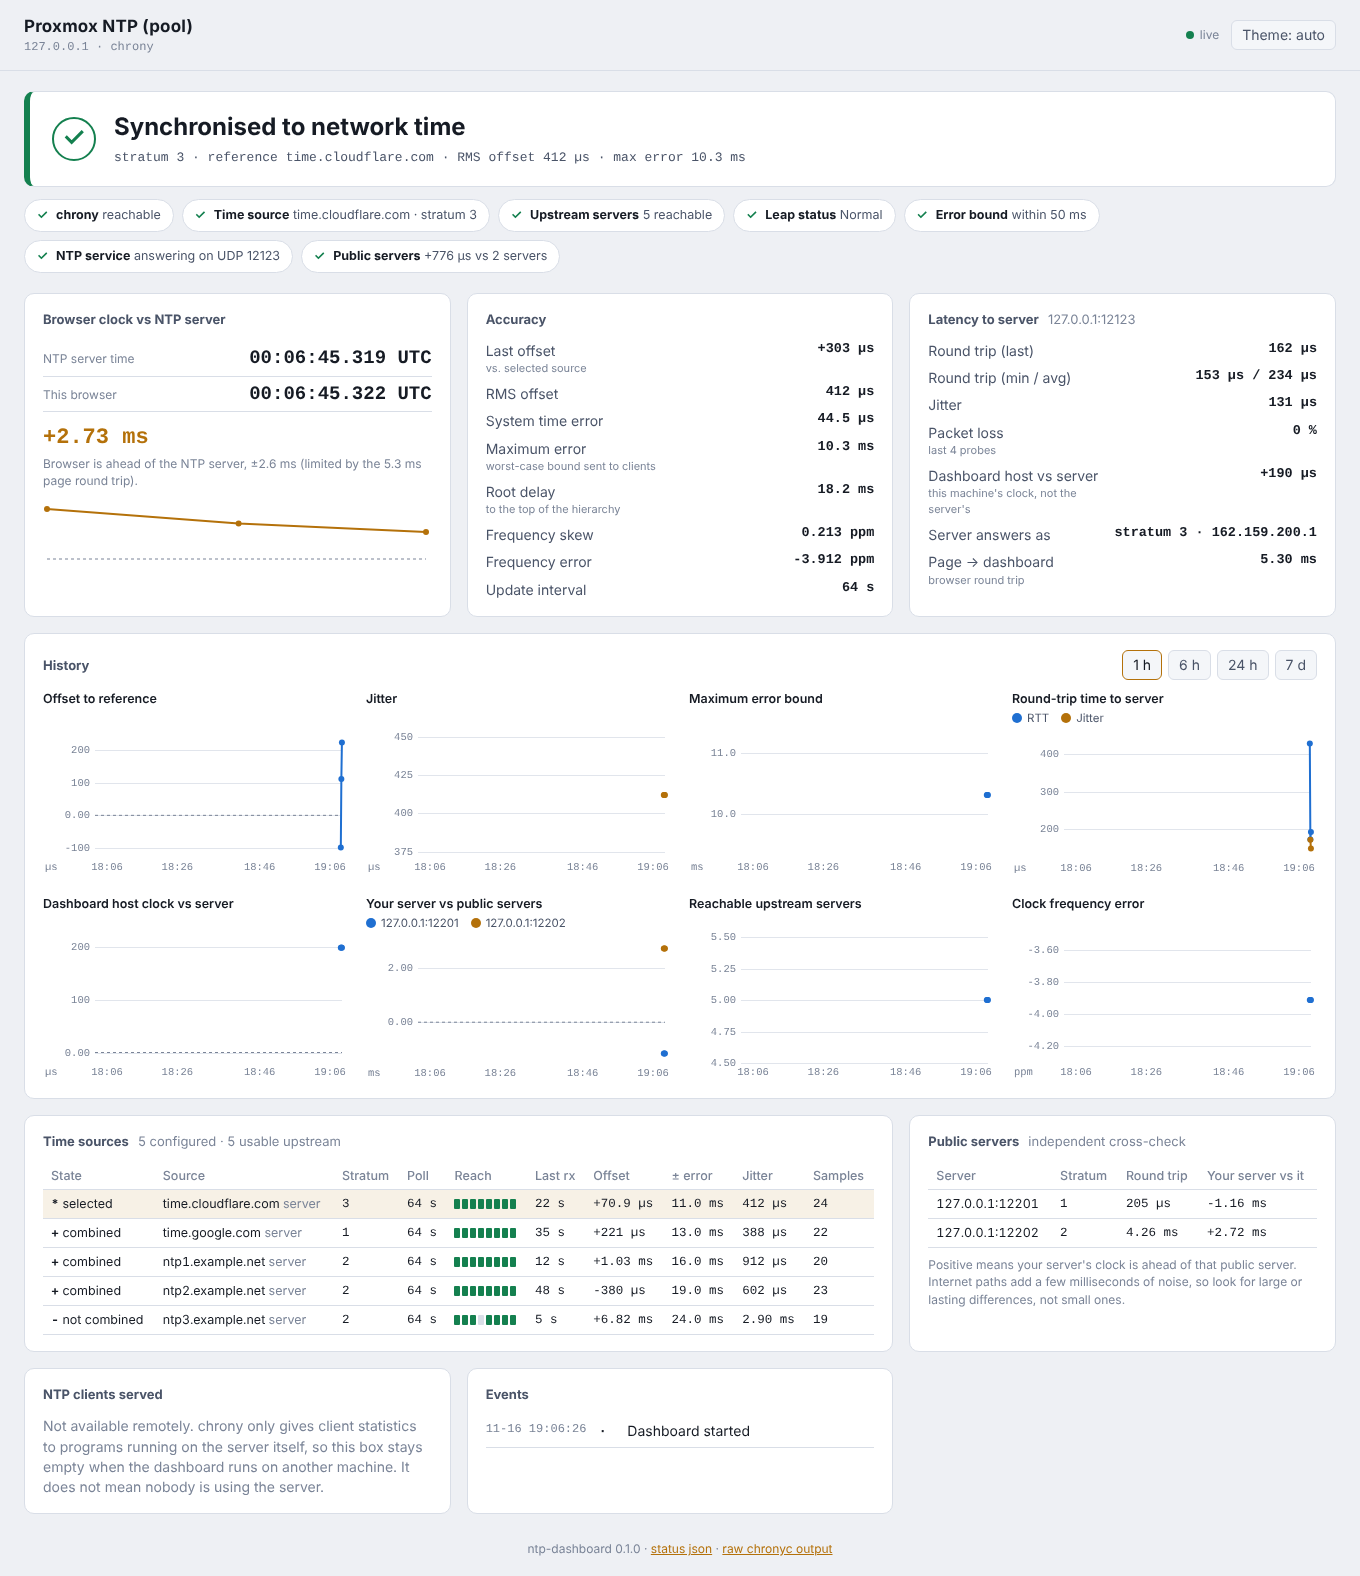 Proxmox NTP (pool)
127.0.0.1 · chrony
live
Theme: auto
Synchronised to network time
stratum 3 · reference time.cloudflare.com · RMS offset 412 µs · max error 10.3 ms
chrony reachable
Time source time.cloudflare.com · stratum 3
Upstream servers 5 reachable
Leap status Normal
Error bound within 50 ms
NTP service answering on UDP 12123
Public servers +776 µs vs 2 servers
Browser clock vs NTP server
NTP server time 00:06:45.319 UTC
This browser 00:06:45.322 UTC
+2.73 ms
Browser is ahead of the NTP server, ±2.6 ms (limited by the 5.3 ms
page round trip).
Accuracy
Last offset +303 µs
vs. selected source
RMS offset 412 µs
System time error 44.5 µs
Maximum error 10.3 ms
worst-case bound sent to clients
Root delay 18.2 ms
to the top of the hierarchy
Frequency skew 0.213 ppm
Frequency error -3.912 ppm
Update interval 64 s
Latency to server 127.0.0.1:12123
Round trip (last) 162 µs
Round trip (min / avg) 153 µs / 234 µs
Jitter 131 µs
Packet loss 0 %
last 4 probes
Dashboard host vs server +190 µs
this machine's clock, not the
server's
Server answers as stratum 3 · 162.159.200.1
Page → dashboard 5.30 ms
browser round trip
History
1 h
6 h
24 h
7 d
Offset to reference
200
100
0.00
-100
µs 18:06 18:26 18:46 19:06
Jitter
450
425
400
375
µs 18:06 18:26 18:46 19:06
Maximum error bound
11.0
10.0
ms 18:06 18:26 18:46 19:06
Round-trip time to server
RTT Jitter
400
300
200
µs 18:06 18:26 18:46 19:06
Dashboard host clock vs server
200
100
0.00
µs 18:06 18:26 18:46 19:06
Your server vs public servers
127.0.0.1:12201 127.0.0.1:12202
2.00
0.00
ms 18:06 18:26 18:46 19:06
Reachable upstream servers
5.50
5.25
5.00
4.75
4.50
18:06 18:26 18:46 19:06
Clock frequency error
-3.60
-3.80
-4.00
-4.20
ppm 18:06 18:26 18:46 19:06
Time sources 5 configured · 5 usable upstream
State Source Stratum Poll Reach Last rx Offset ± error Jitter Samples
* selected time.cloudflare.com server 3 64 s 22 s +70.9 µs 11.0 ms 412 µs 24
+ combined time.google.com server 1 64 s 35 s +221 µs 13.0 ms 388 µs 22
+ combined ntp1.example.net server 2 64 s 12 s +1.03 ms 16.0 ms 912 µs 20
+ combined ntp2.example.net server 2 64 s 48 s -380 µs 19.0 ms 602 µs 23
- not combined ntp3.example.net server 2 64 s 5 s +6.82 ms 24.0 ms 2.90 ms 19
Public servers independent cross-check
Server Stratum Round trip Your server vs it
127.0.0.1:12201 1 205 µs -1.16 ms
127.0.0.1:12202 2 4.26 ms +2.72 ms
Positive means your server's clock is ahead of that public server.
Internet paths add a few milliseconds of noise, so look for large or
lasting differences, not small ones.
NTP clients served
Not available remotely. chrony only gives client statistics
to programs running on the server itself, so this box stays
empty when the dashboard runs on another machine. It
does not mean nobody is using the server.
Events
11-16 19:06:26 · Dashboard started
ntp-dashboard 0.1.0 · status json · raw chronyc output